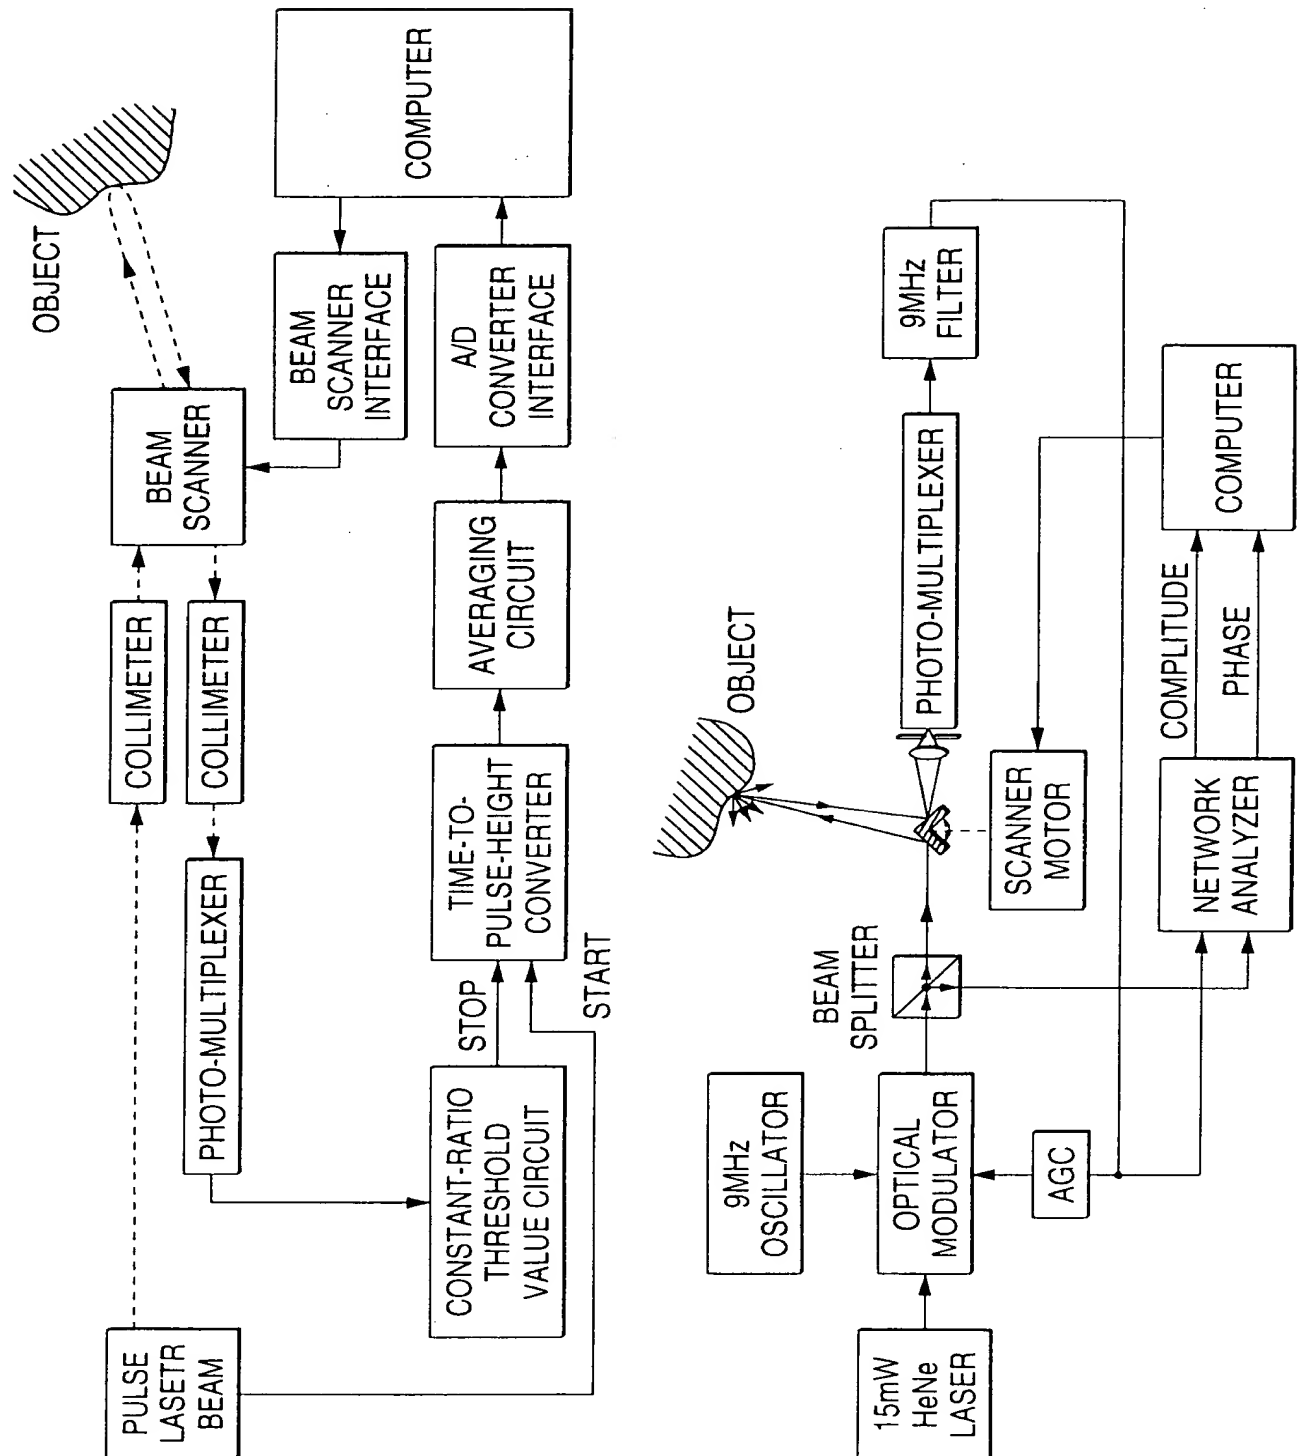 OBJECT
COMPUTER
BEAM
SCANNER
BEAM
SCANNER
INTERFACE
A/D
CONVERTER
INTERFACE
COLLIMETER
COLLIMETER
AVERAGING
CIRCUIT
PHOTO-MULTIPLEXER
TIME-TO-
PULSE-HEIGHT
CONVERTER
STOP
START
CONSTANT-RATIO
THRESHOLD
VALUE CIRCUIT
PULSE
LASETR
BEAM
9MHz
FILTER
PHOTO-MULTIPLEXER
COMPUTER
OBJECT
COMPLITUDE
PHASE
SCANNER
MOTOR
NETWORK
ANALYZER
BEAM
SPLITTER
9MHz
OSCILLATOR
OPTICAL
MODULATOR
AGC
15mW
HeNe
LASER